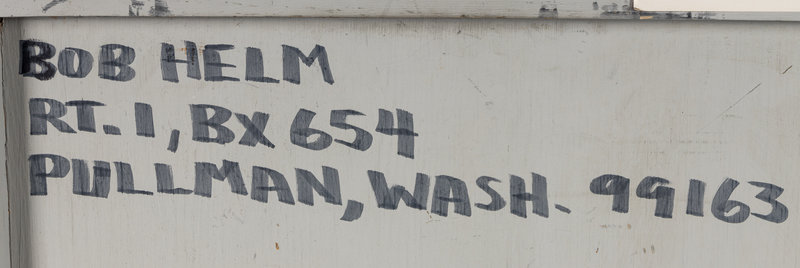 BOB HELM
RT. 1, BX 654
PULLMAN, WASH. 99163